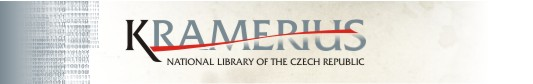 KRAMERIUS
NATIONAL LIBRARY OF THE CZECH REPUBLIC